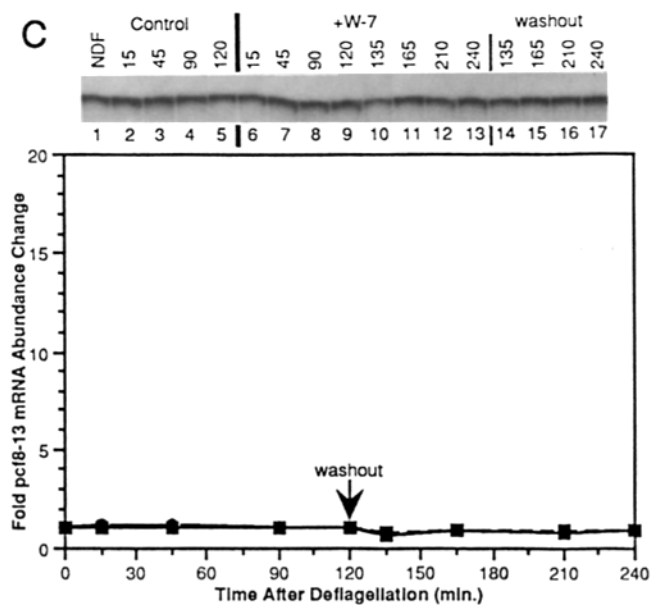 C
Control
+W-7
washout
NDF 15 45 90 120 15 45 90 120 135 165 210 240 135 165 210 240
1 2 3 4 5 6 7 8 9 10 11 12 13 14 15 16 17
Fold pcf8-13 mRNA Abundance Change
20
15
10
5
0
washout
0 30 60 90 120 150 180 210 240
Time After Deflagellation (min.)